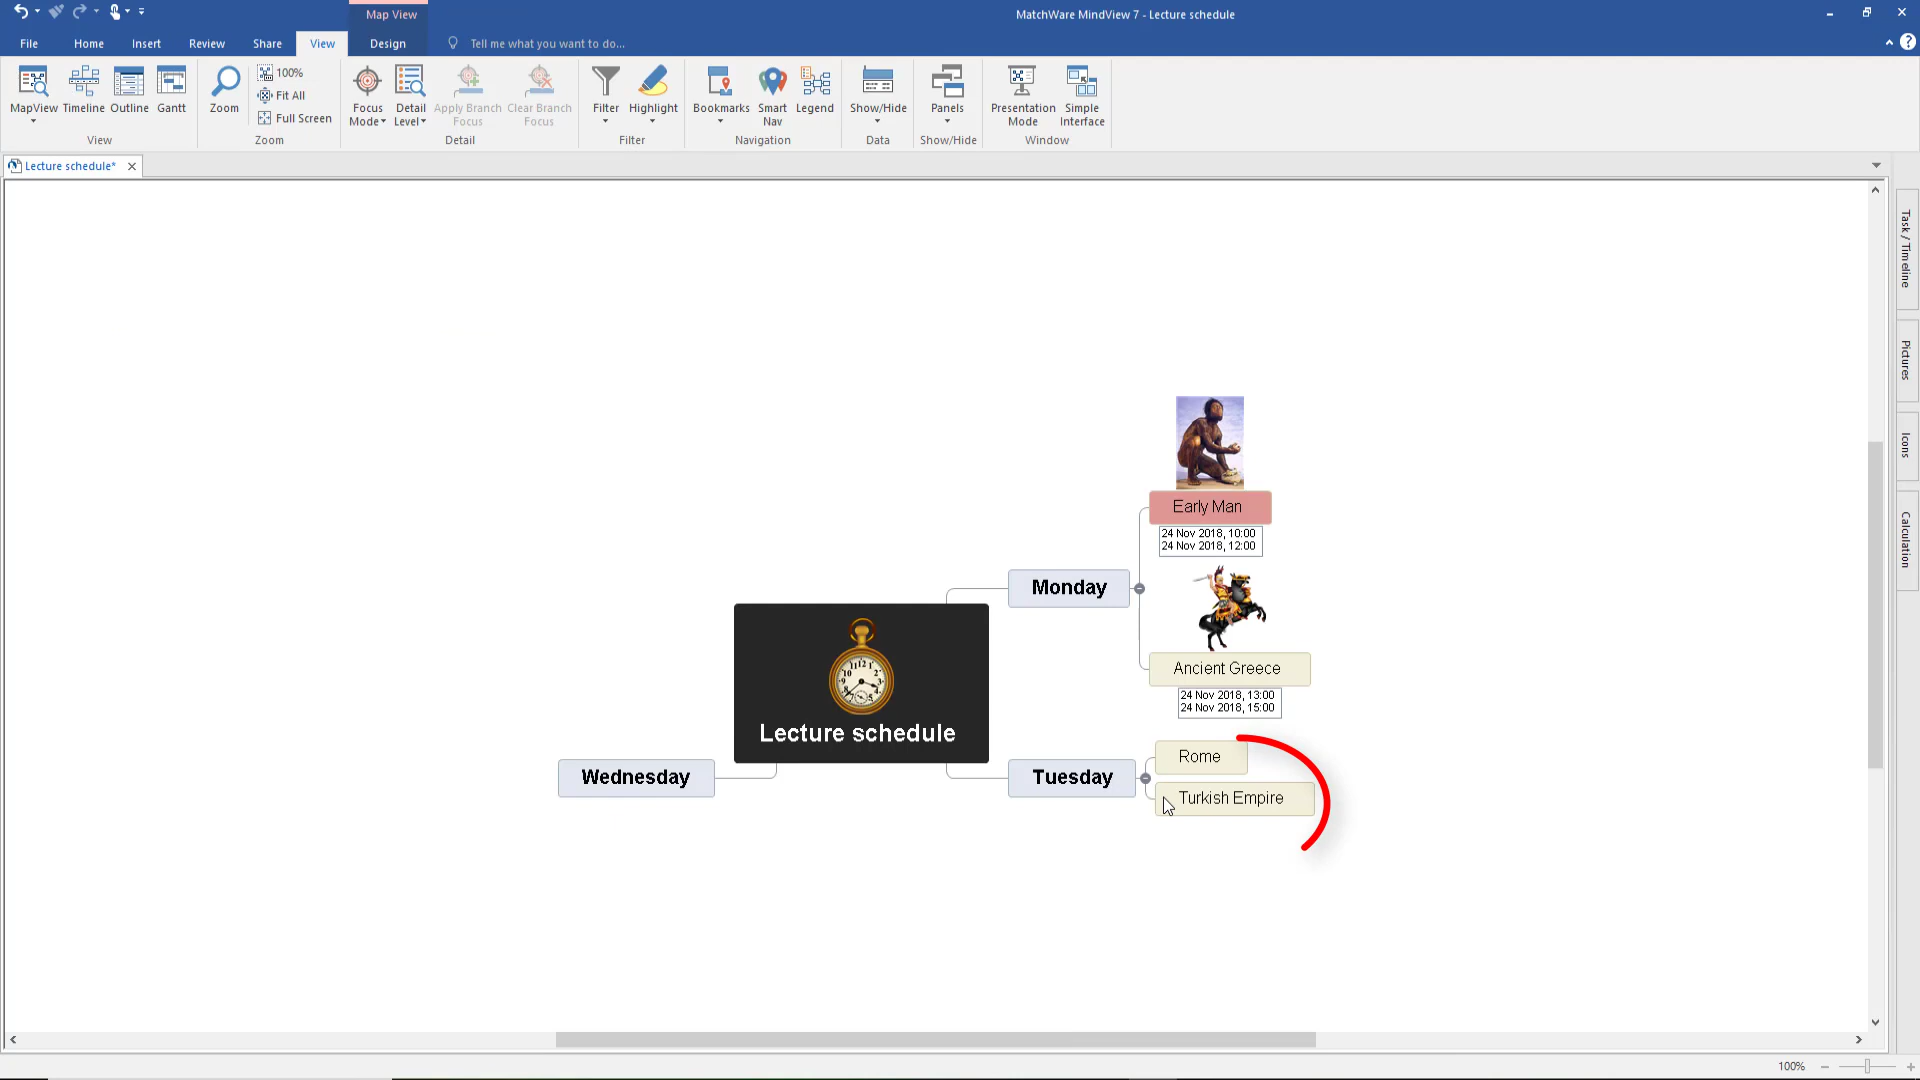 Map View
MatchWare MindView 7 - Lecture schedule
File Home Insert Review Share View Design Tell me what you want to do...
MapView Timeline Outline Gantt
View
Zoom
100%
Fit All
Full Screen
Zoom
Focus Mode
Detail Level
Apply Branch Focus
Clear Branch Focus
Detail
Filter Highlight
Filter
Bookmarks
Smart Nav
Legend
Navigation
Show/Hide
Data
Panels
Show/Hide
Presentation Mode
Simple Interface
Window
Lecture schedule*
Task / Timeline
Pictures
Icons
Calculation
Early Man
24 Nov 2018, 10:00
24 Nov 2018, 12:00
Monday
Ancient Greece
24 Nov 2018, 13:00
24 Nov 2018, 15:00
Lecture schedule
Wednesday
Tuesday
Rome
Turkish Empire
100%